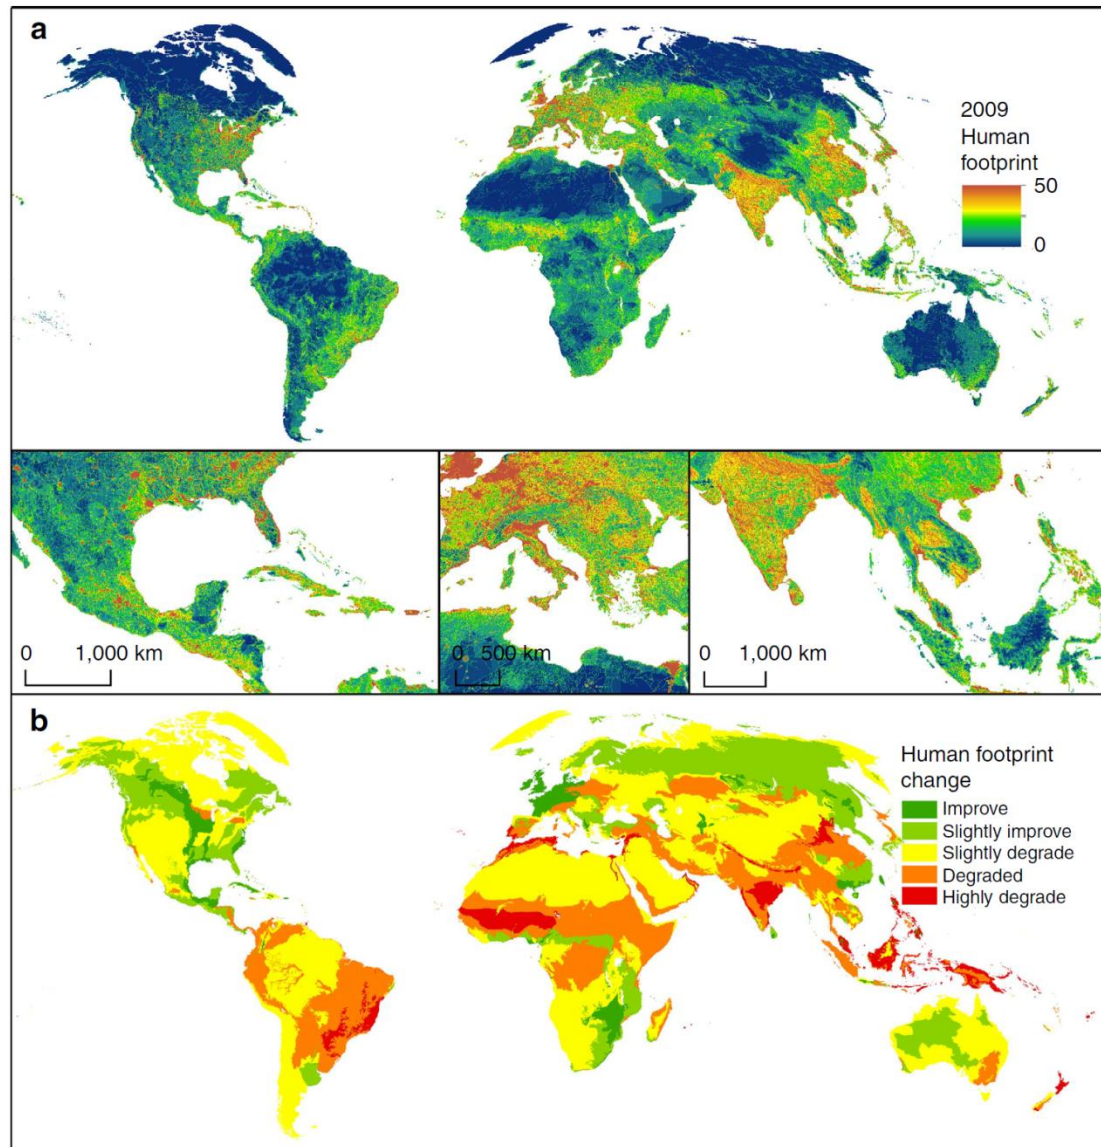 a
2009
Human
footprint
50
0
0 1,000 km
0 500 km
0 1,000 km
b
Human footprint
change
Improve
Slightly improve
Slightly degrade
Degraded
Highly degrade